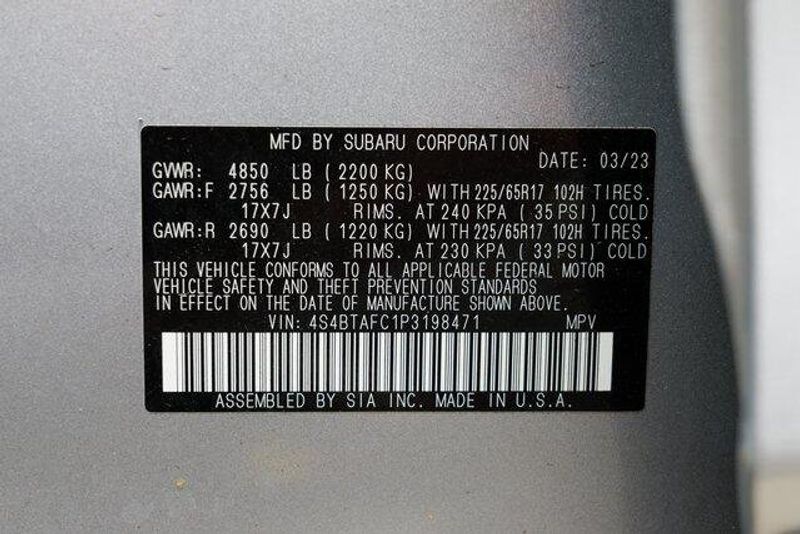 MFD BY SUBARU CORPORATION
DATE: 03/23
GVWR: 4850 LB (2200 KG)
GAWR:F 2756 LB (1250 KG) WITH 225/65R17 102H TIRES.
17X7J RIMS. AT 240 KPA (35 PSI) COLD
GAWR:R 2690 LB (1220 KG) WITH 225/65R17 102H TIRES.
17X7J RIMS. AT 230 KPA (33 PSI) COLD
THIS VEHICLE CONFORMS TO ALL APPLICABLE FEDERAL MOTOR
VEHICLE SAFETY AND THEFT PREVENTION STANDARDS
IN EFFECT ON THE DATE OF MANUFACTURE SHOWN ABOVE.
VIN: 4S4BTAFC1P3198471 MPV
ASSEMBLED BY SIA INC. MADE IN U.S.A.